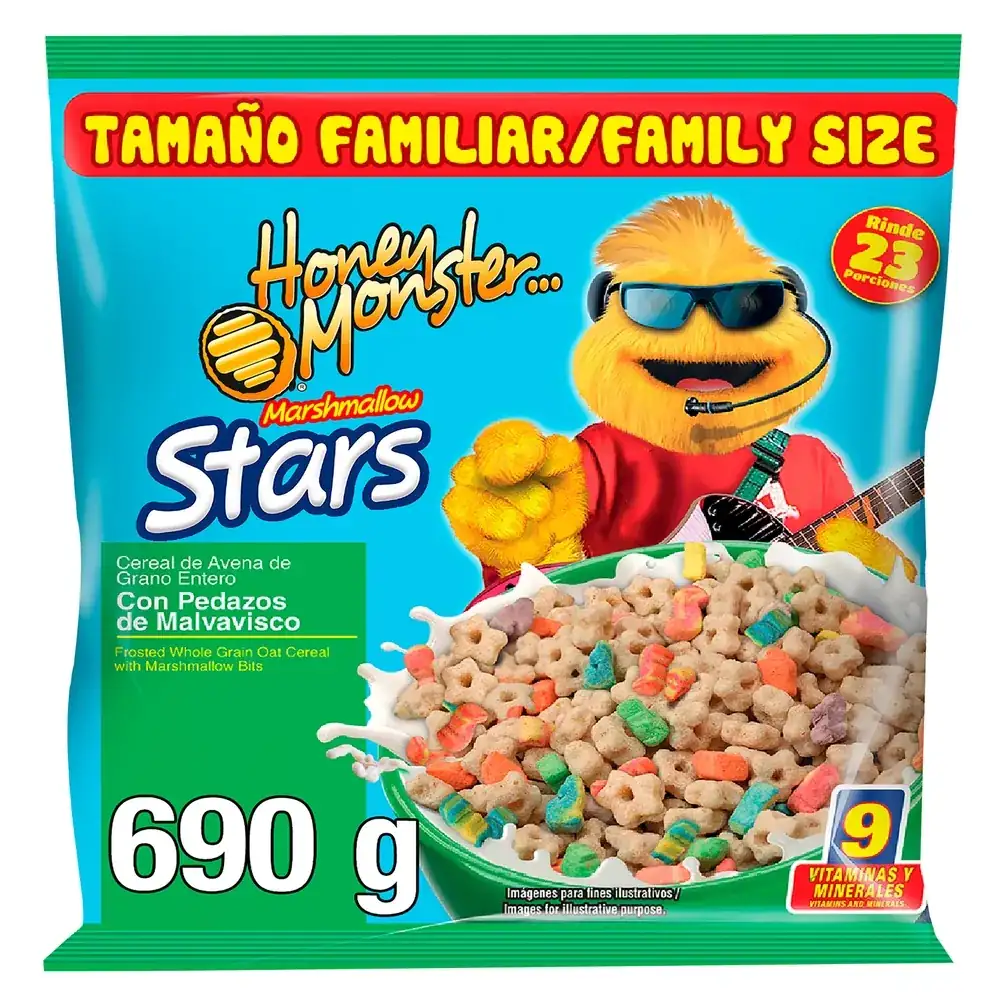 TAMAÑO FAMILIAR/FAMILY SIZE
Honey
Monster...
®
Marshmallow
Stars
Rinde
23
Porciones
Cereal de Avena de
Grano Entero
Con Pedazos
de Malvavisco
Frosted Whole Grain Oat Cereal
with Marshmallow Bits
690 g
9
VITAMINAS Y
MINERALES
VITAMINS AND MINERALS
Imágenes para fines ilustrativos /
Images for illustrative purpose.